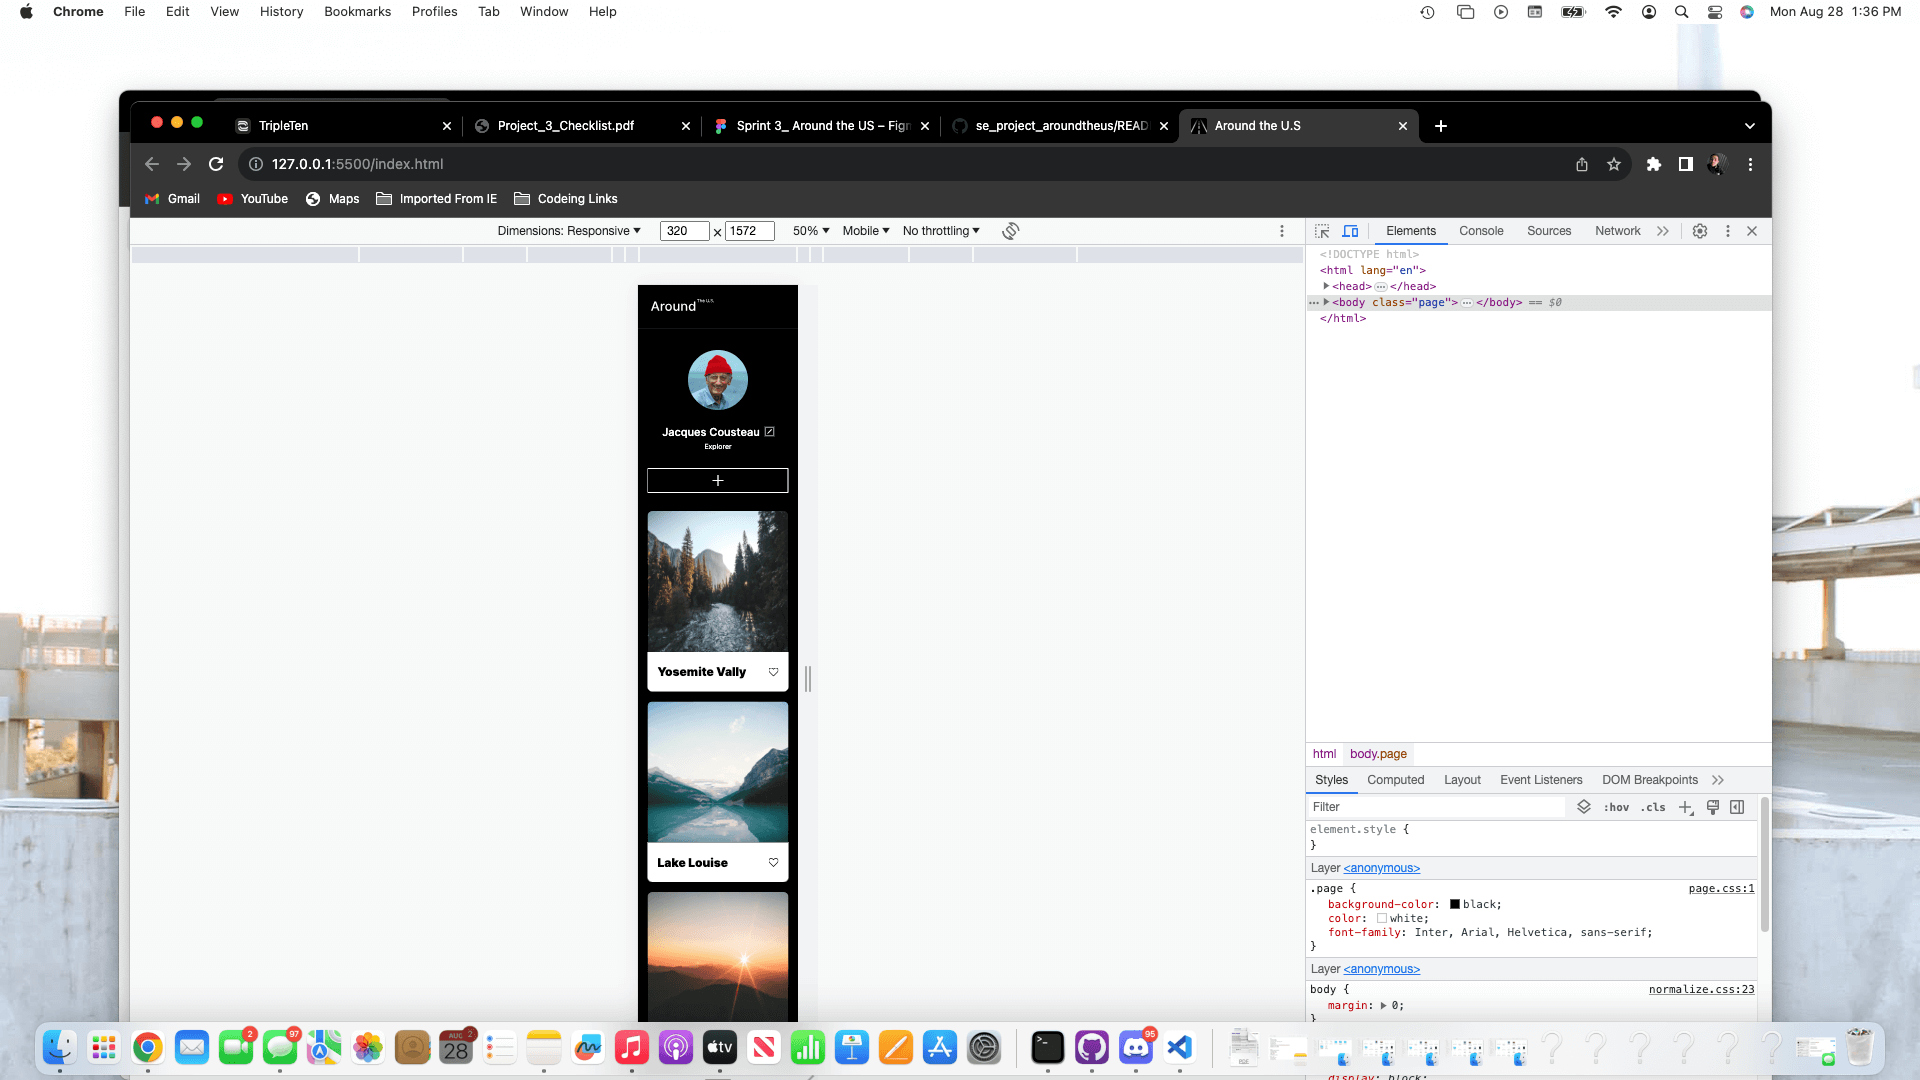 Chrome File Edit View History Bookmarks Profiles Tab Window Help Mon Aug 28 1:36 PM
TripleTen Project_3_Checklist.pdf Sprint 3_ Around the US – Figm se_project_aroundtheus/READ Around the U.S
127.0.0.1:5500/index.html
Gmail YouTube Maps Imported From IE Codeing Links
Dimensions: Responsive 320 × 1572 50% Mobile No throttling
Elements Console Sources Network
<!DOCTYPE html>
<html lang="en">
<head> … </head>
… <body class="page"> … </body> == $0
</html>
Around The U.S.
Jacques Cousteau
Explorer
Yosemite Vally
Lake Louise
html body.page
Styles Computed Layout Event Listeners DOM Breakpoints
Filter :hov .cls
element.style {
}
Layer <anonymous>
.page { page.css:1
background-color: black;
color: white;
font-family: Inter, Arial, Helvetica, sans-serif;
}
Layer <anonymous>
body { normalize.css:23
margin: 0;
}
display: block;
2 97 AUG 28 2 tv 95
PDF